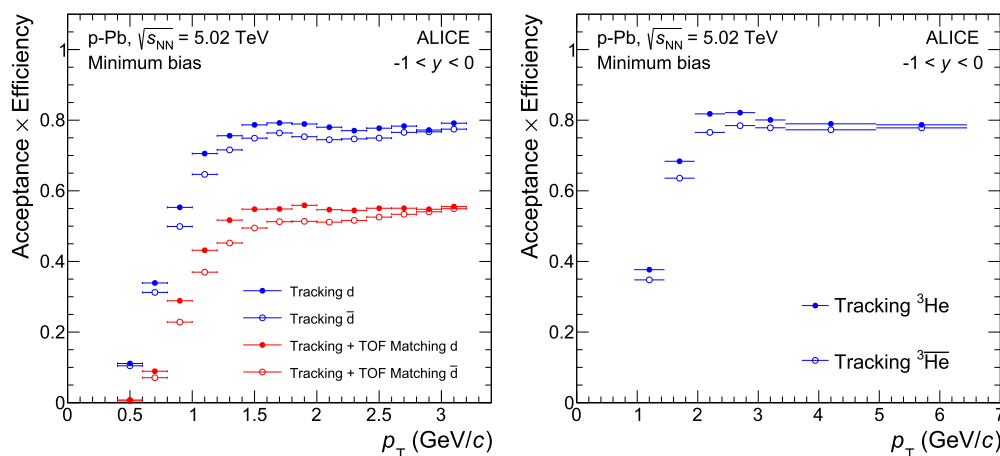 p-Pb, √s_NN = 5.02 TeV ALICE
Minimum bias -1 < y < 0
Acceptance × Efficiency
1
0.8
0.6
0.4
0.2
0
Tracking d
Tracking d̅
Tracking + TOF Matching d
Tracking + TOF Matching d̅
0 0.5 1 1.5 2 2.5 3
p_T (GeV/c)
p-Pb, √s_NN = 5.02 TeV ALICE
Minimum bias -1 < y < 0
Acceptance × Efficiency
1
0.8
0.6
0.4
0.2
0
Tracking ³He
Tracking ³H̅e̅
0 1 2 3 4 5 6 7
p_T (GeV/c)